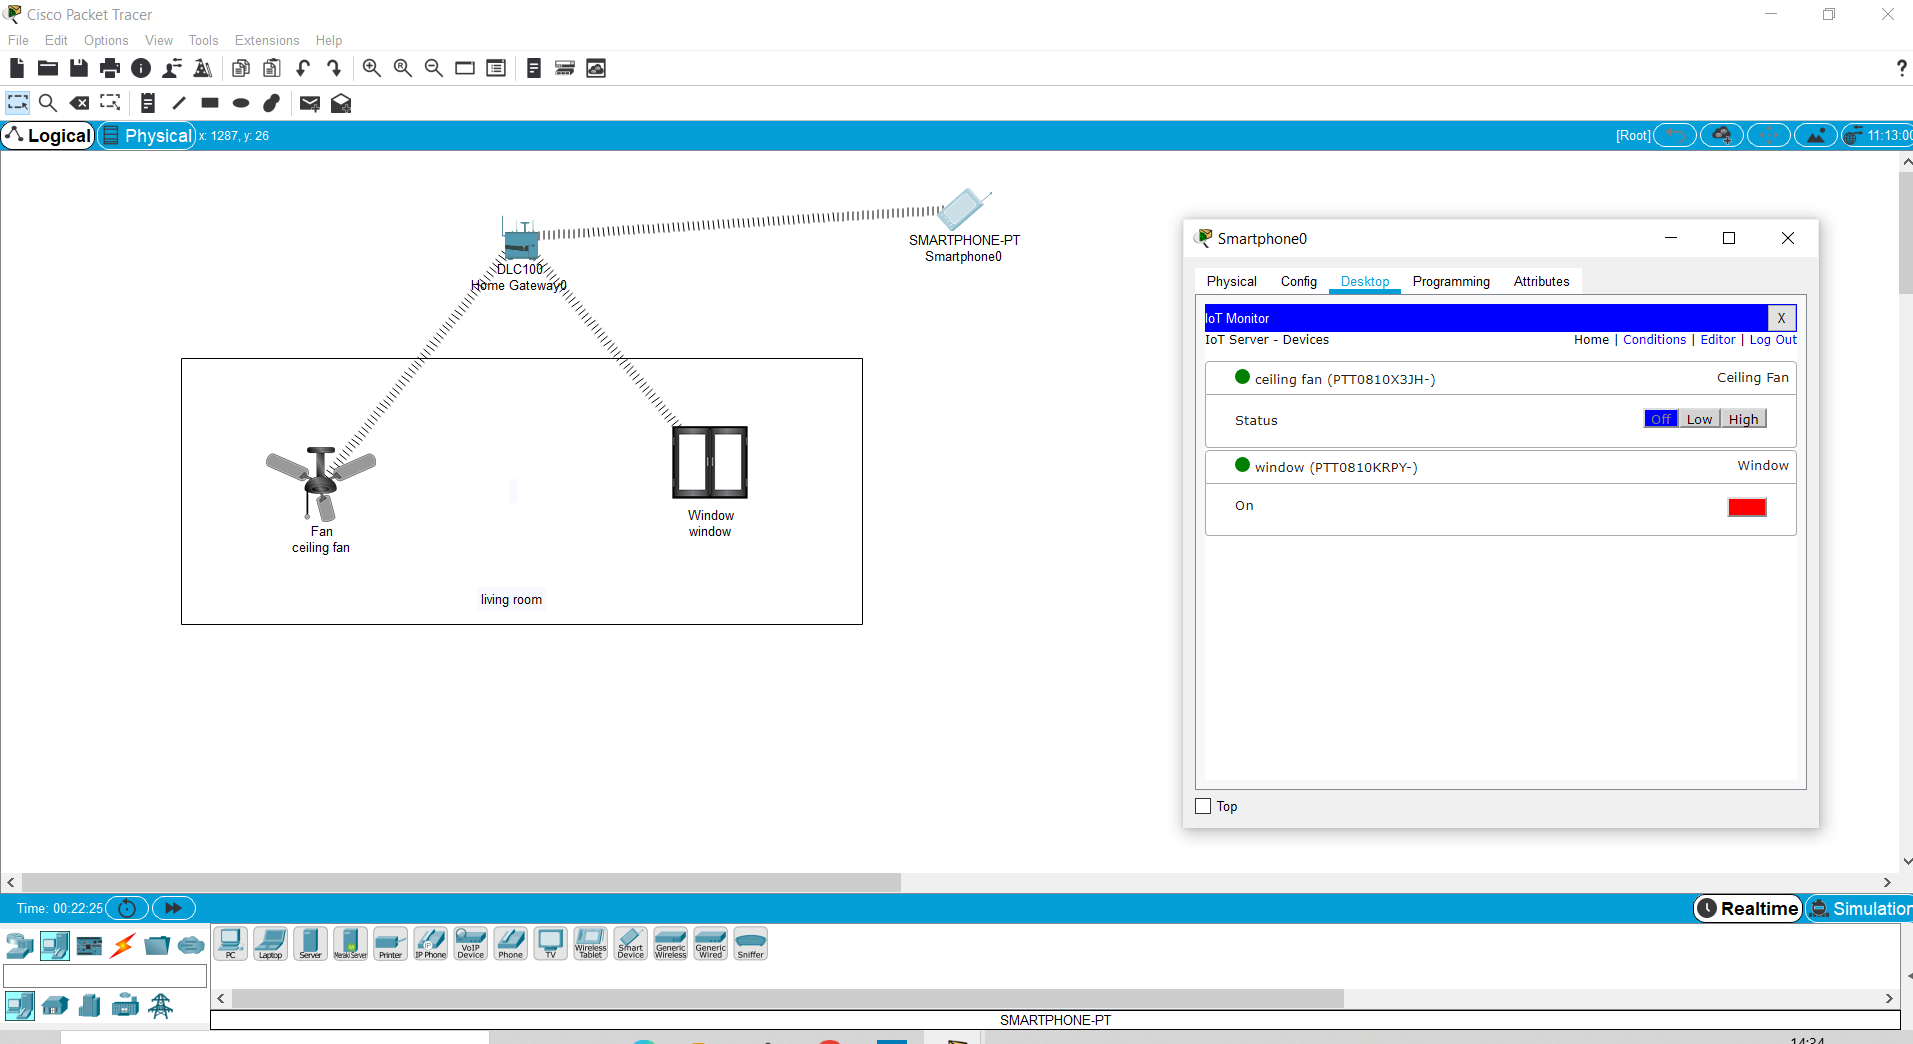 Cisco Packet Tracer
File Edit Options View Tools Extensions Help
?
Logical Physical x: 1287, y: 26 [Root] 11:13:00
SMARTPHONE-PT
Smartphone0
DLC100
Home Gateway0
Fan
ceiling fan
Window
window
living room
Smartphone0
Physical Config Desktop Programming Attributes
IoT Monitor X
IoT Server - Devices Home | Conditions | Editor | Log Out
ceiling fan (PTT0810X3JH-) Ceiling Fan
Status Off Low High
window (PTT0810KRPY-) Window
On
Top
Time: 00:22:25 Realtime Simulation
PC Laptop Server Meraki Server Printer IP Phone VoIP Device Phone TV Wireless Tablet Smart Device Generic Wireless Generic Wired Sniffer
SMARTPHONE-PT
14:34